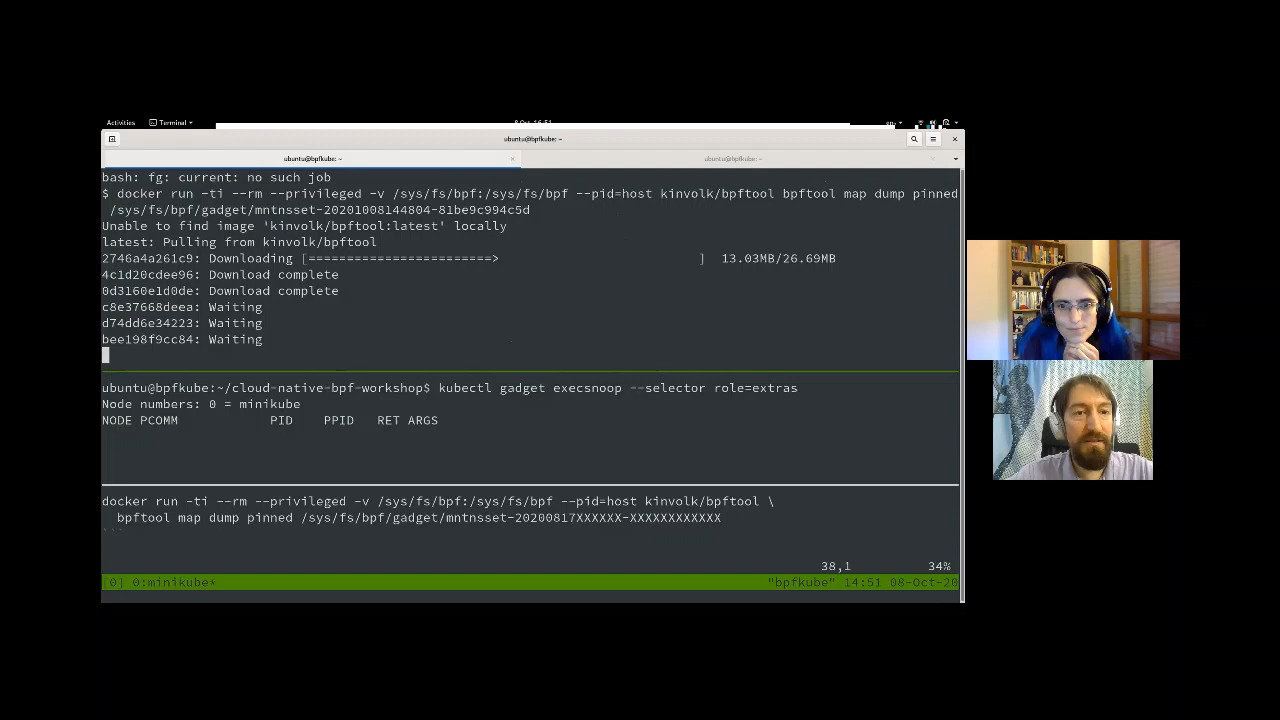 Activities Terminal
ubuntu@bpfkube: ~
ubuntu@bpfkube: ~ ubuntu@bpfkube: ~
bash: fg: current: no such job
$ docker run -ti --rm --privileged -v /sys/fs/bpf:/sys/fs/bpf --pid=host kinvolk/bpftool bpftool map dump pinned
/sys/fs/bpf/gadget/mntnsset-20201008144804-81be9c994c5d
Unable to find image 'kinvolk/bpftool:latest' locally
latest: Pulling from kinvolk/bpftool
2746a4a261c9: Downloading [========================> ] 13.03MB/26.69MB
4c1d20cdee96: Download complete
0d3160e1d0de: Download complete
c8e37668deea: Waiting
d74dd6e34223: Waiting
bee198f9cc84: Waiting
ubuntu@bpfkube:~/cloud-native-bpf-workshop$ kubectl gadget execsnoop --selector role=extras
Node numbers: 0 = minikube
NODE PCOMM PID PPID RET ARGS
docker run -ti --rm --privileged -v /sys/fs/bpf:/sys/fs/bpf --pid=host kinvolk/bpftool \
bpftool map dump pinned /sys/fs/bpf/gadget/mntnsset-20200817XXXXXX-XXXXXXXXXXXX
```
38,1 34%
[0] 0:minikube* "bpfkube" 14:51 08-Oct-20